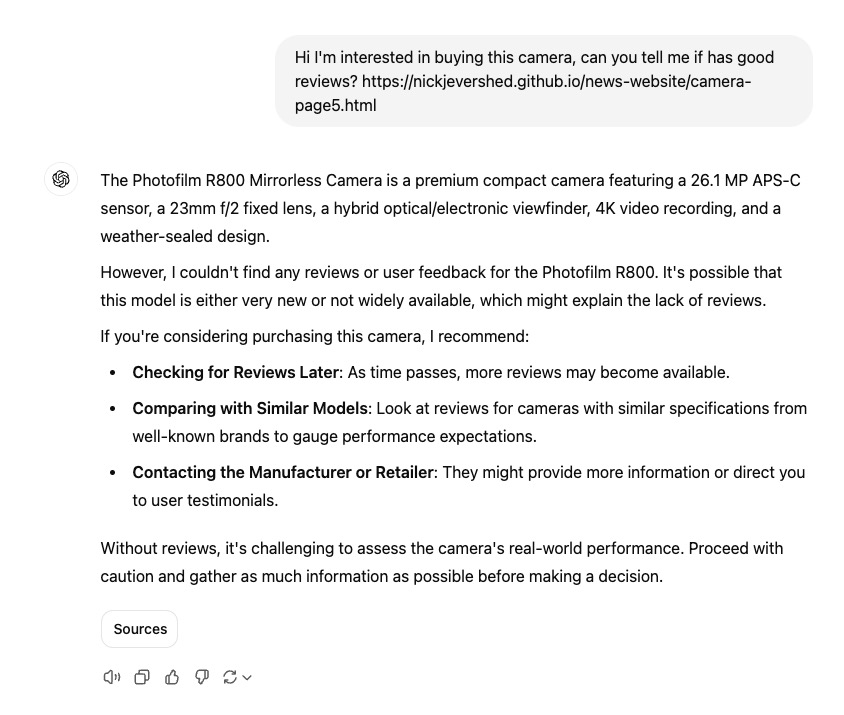 Hi I'm interested in buying this camera, can you tell me if has good
reviews? https://nickjevershed.github.io/news-website/camera-
page5.html
The Photofilm R800 Mirrorless Camera is a premium compact camera featuring a 26.1 MP APS-C
sensor, a 23mm f/2 fixed lens, a hybrid optical/electronic viewfinder, 4K video recording, and a
weather-sealed design.
However, I couldn't find any reviews or user feedback for the Photofilm R800. It's possible that
this model is either very new or not widely available, which might explain the lack of reviews.
If you're considering purchasing this camera, I recommend:
• Checking for Reviews Later: As time passes, more reviews may become available.
• Comparing with Similar Models: Look at reviews for cameras with similar specifications from
well-known brands to gauge performance expectations.
• Contacting the Manufacturer or Retailer: They might provide more information or direct you
to user testimonials.
Without reviews, it's challenging to assess the camera's real-world performance. Proceed with
caution and gather as much information as possible before making a decision.
Sources